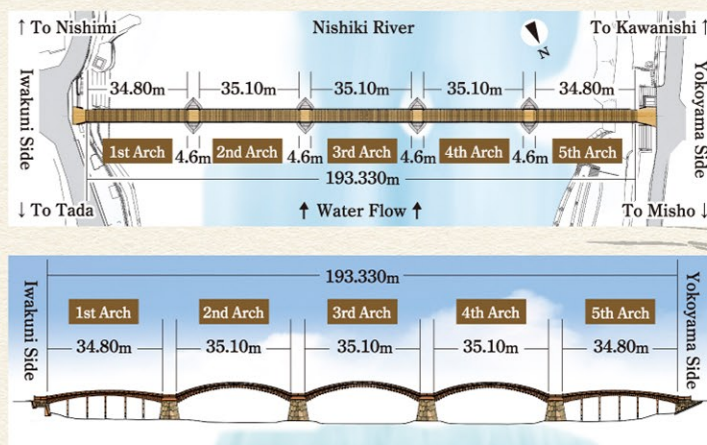 ↑ To Nishimi
Nishiki River
To Kawanishi ↑
N
Iwakuni Side
Yokoyama Side
34.80m
35.10m
35.10m
35.10m
34.80m
1st Arch
4.6m
2nd Arch
4.6m
3rd Arch
4.6m
4th Arch
4.6m
5th Arch
193.330m
↓ To Tada
↑ Water Flow ↑
To Misho ↓
Iwakuni Side
193.330m
Yokoyama Side
1st Arch
2nd Arch
3rd Arch
4th Arch
5th Arch
34.80m
35.10m
35.10m
35.10m
34.80m